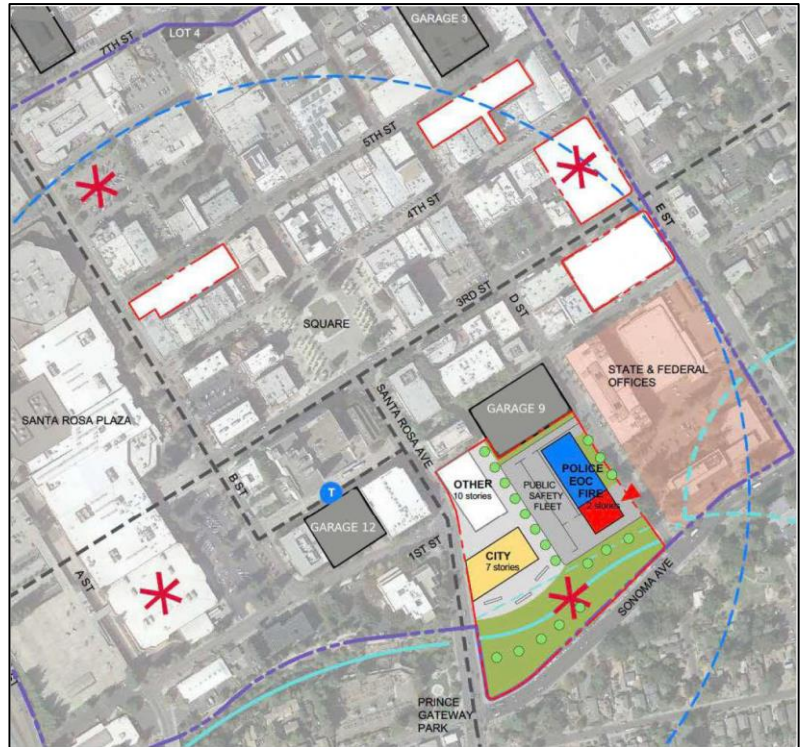 GARAGE 3
LOT 4
7TH ST
5TH ST
4TH ST
E ST
3RD ST
D ST
SQUARE
STATE & FEDERAL
OFFICES
SANTA ROSA PLAZA
SANTA ROSA AVE
GARAGE 9
B ST
T
OTHER
10 stories
PUBLIC
SAFETY
FLEET
POLICE
EOC
FIRE
2 stories
GARAGE 12
1ST ST
CITY
7 stories
A ST
SONOMA AVE
PRINCE
GATEWAY
PARK
ST